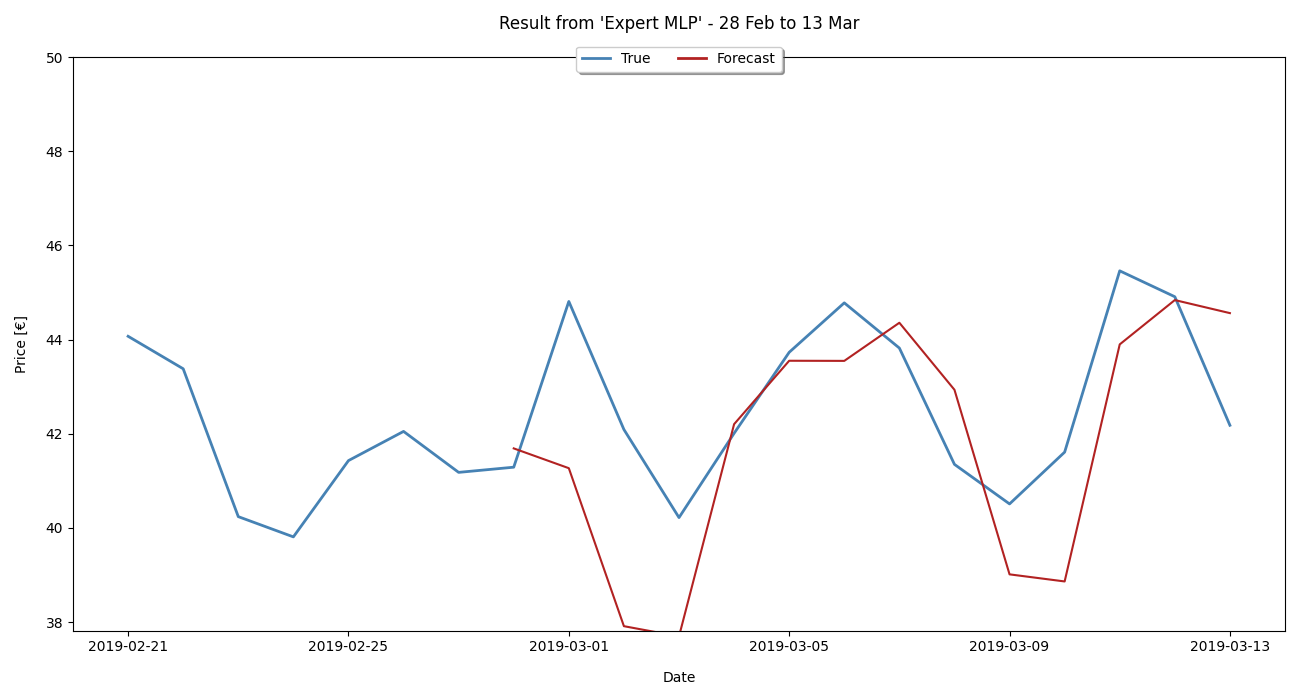 Result from 'Expert MLP' - 28 Feb to 13 Mar
True Forecast
50
48
46
44
42
40
38
Price [€]
2019-02-21 2019-02-25 2019-03-01 2019-03-05 2019-03-09 2019-03-13
Date